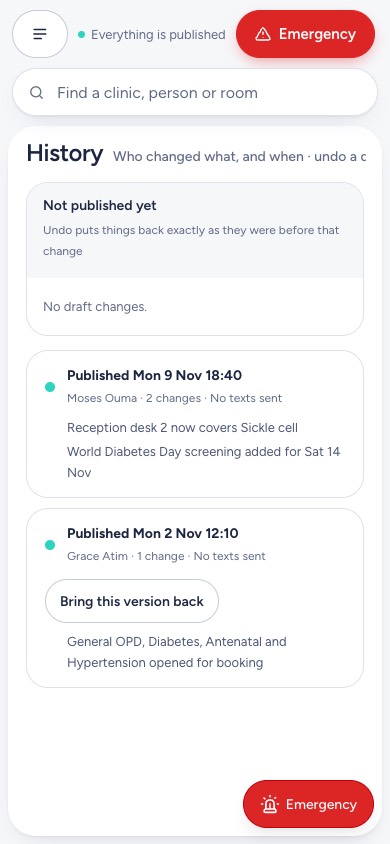 Everything is published
Emergency
Find a clinic, person or room
History
Who changed what, and when · undo a
Not published yet
Undo puts things back exactly as they were before that
change
No draft changes.
Published Mon 9 Nov 18:40
Moses Ouma · 2 changes · No texts sent
Reception desk 2 now covers Sickle cell
World Diabetes Day screening added for Sat 14
Nov
Published Mon 2 Nov 12:10
Grace Atim · 1 change · No texts sent
Bring this version back
General OPD, Diabetes, Antenatal and
Hypertension opened for booking
Emergency